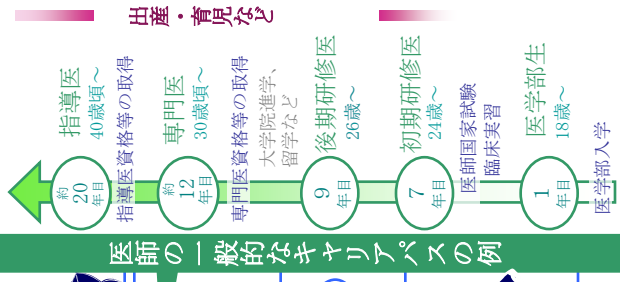 医師の一般的なキャリアパスの例
医学部入学
1
年目
医学部生
18歳～
医師国家試験
臨床実習
7
年目
初期研修医
24歳～
9
年目
後期研修医
26歳～
大学院進学、
留学など
専門医資格等の取得
約
12
年目
専門医
30歳頃～
指導医資格等の取得
約
20
年目
指導医
40歳頃～
出産・育児など